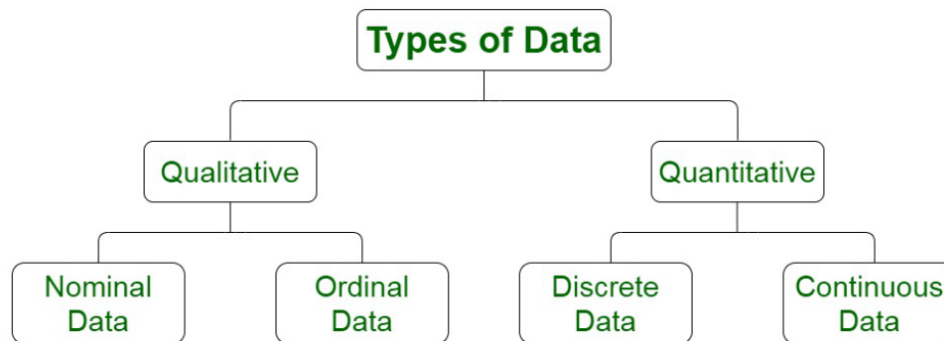 Types of Data
Qualitative
Quantitative
Nominal
Data
Ordinal
Data
Discrete
Data
Continuous
Data